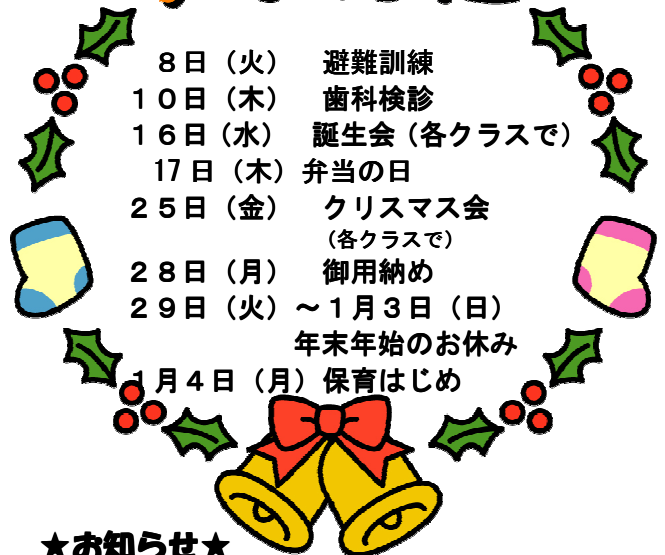 ８日（火）　避難訓練
１０日（木）　歯科検診
１６日（水）　誕生会（各クラスで）
17日（木）弁当の日
２５日（金）　クリスマス会
（各クラスで）
２８日（月）　御用納め
２９日（火）～１月３日（日）
年末年始のお休み
１月４日（月）保育はじめ
★お知らせ★